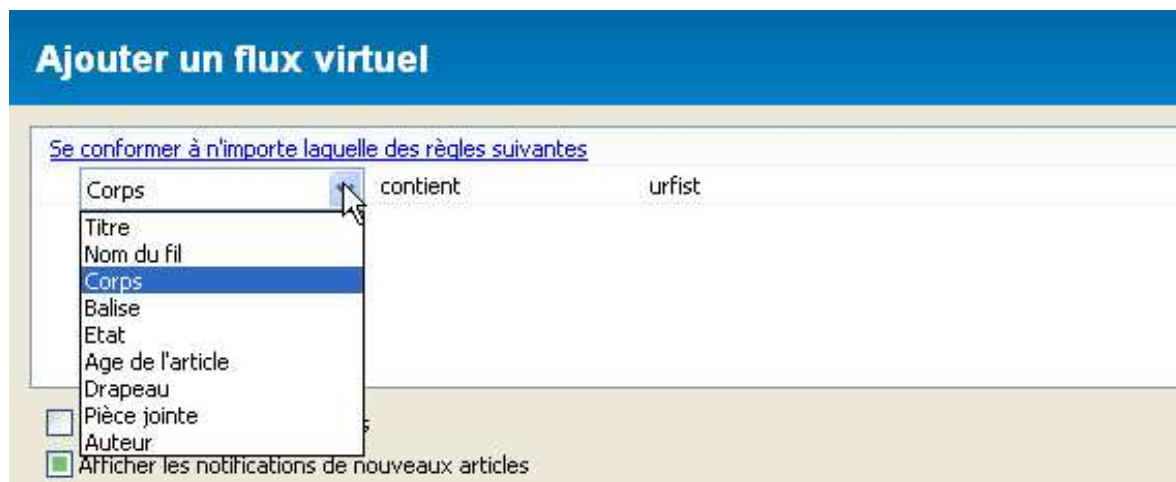 Ajouter un flux virtuel
Se conformer à n'importe laquelle des règles suivantes
Corps contient urfist
Titre
Nom du fil
Corps
Balise
Etat
Age de l'article
Drapeau
Pièce jointe
Auteur
Afficher les notifications de nouveaux articles